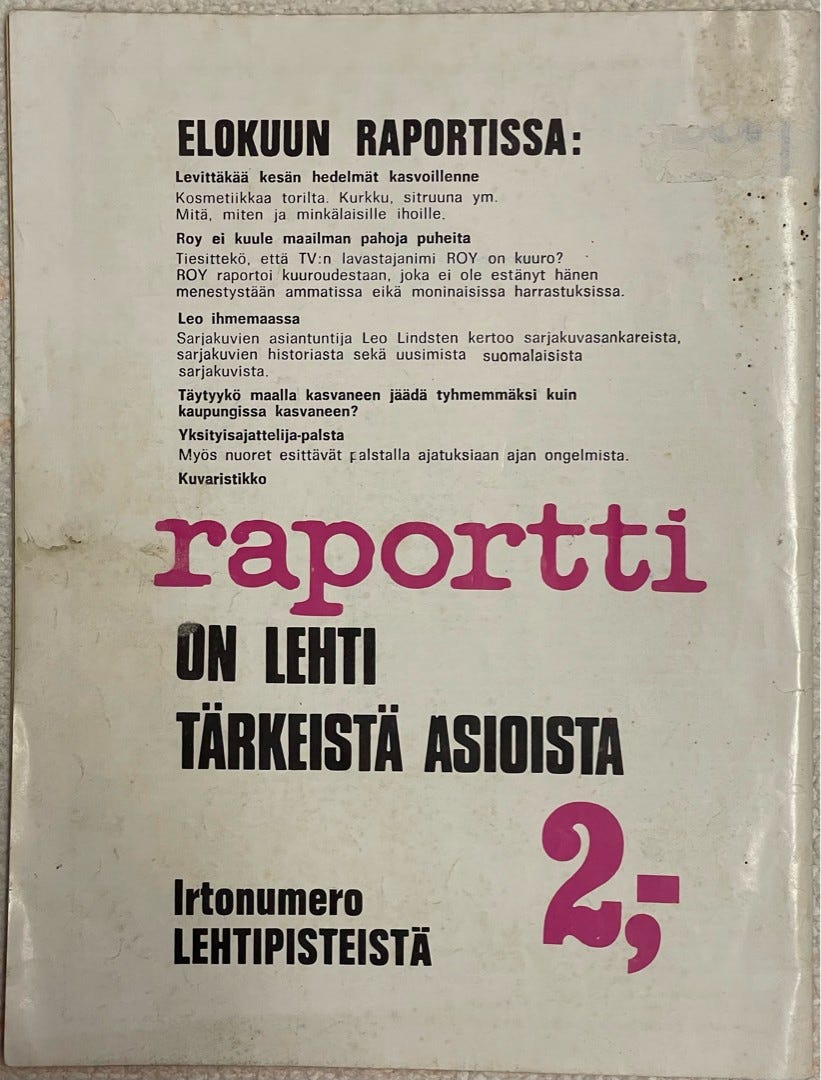 ELOKUUN RAPORTISSA:
Levittäkää kesän hedelmät kasvoillenne
Kosmetiikkaa torilta. Kurkku, sitruuna ym.
Mitä, miten ja minkälaisille ihoille.
Roy ei kuule maailman pahoja puheita
Tiesittekö, että TV:n lavastajanimi ROY on kuuro?
ROY raportoi kuuroudestaan, joka ei ole estänyt hänen
menestystään ammatissa eikä moninaisissa harrastuksissa.
Leo ihmemaassa
Sarjakuvien asiantuntija Leo Lindsten kertoo sarjakuvasankareista,
sarjakuvien historiasta sekä uusimista suomalaisista
sarjakuvista.
Täytyykö maalla kasvaneen jäädä tyhmemmäksi kuin
kaupungissa kasvaneen?
Yksityisajattelija-palsta
Myös nuoret esittävät palstalla ajatuksiaan ajan ongelmista.
Kuvaristikko
raportti
ON LEHTI
TÄRKEISTÄ ASIOISTA
2,-
Irtonumero
LEHTIPISTEISTÄ